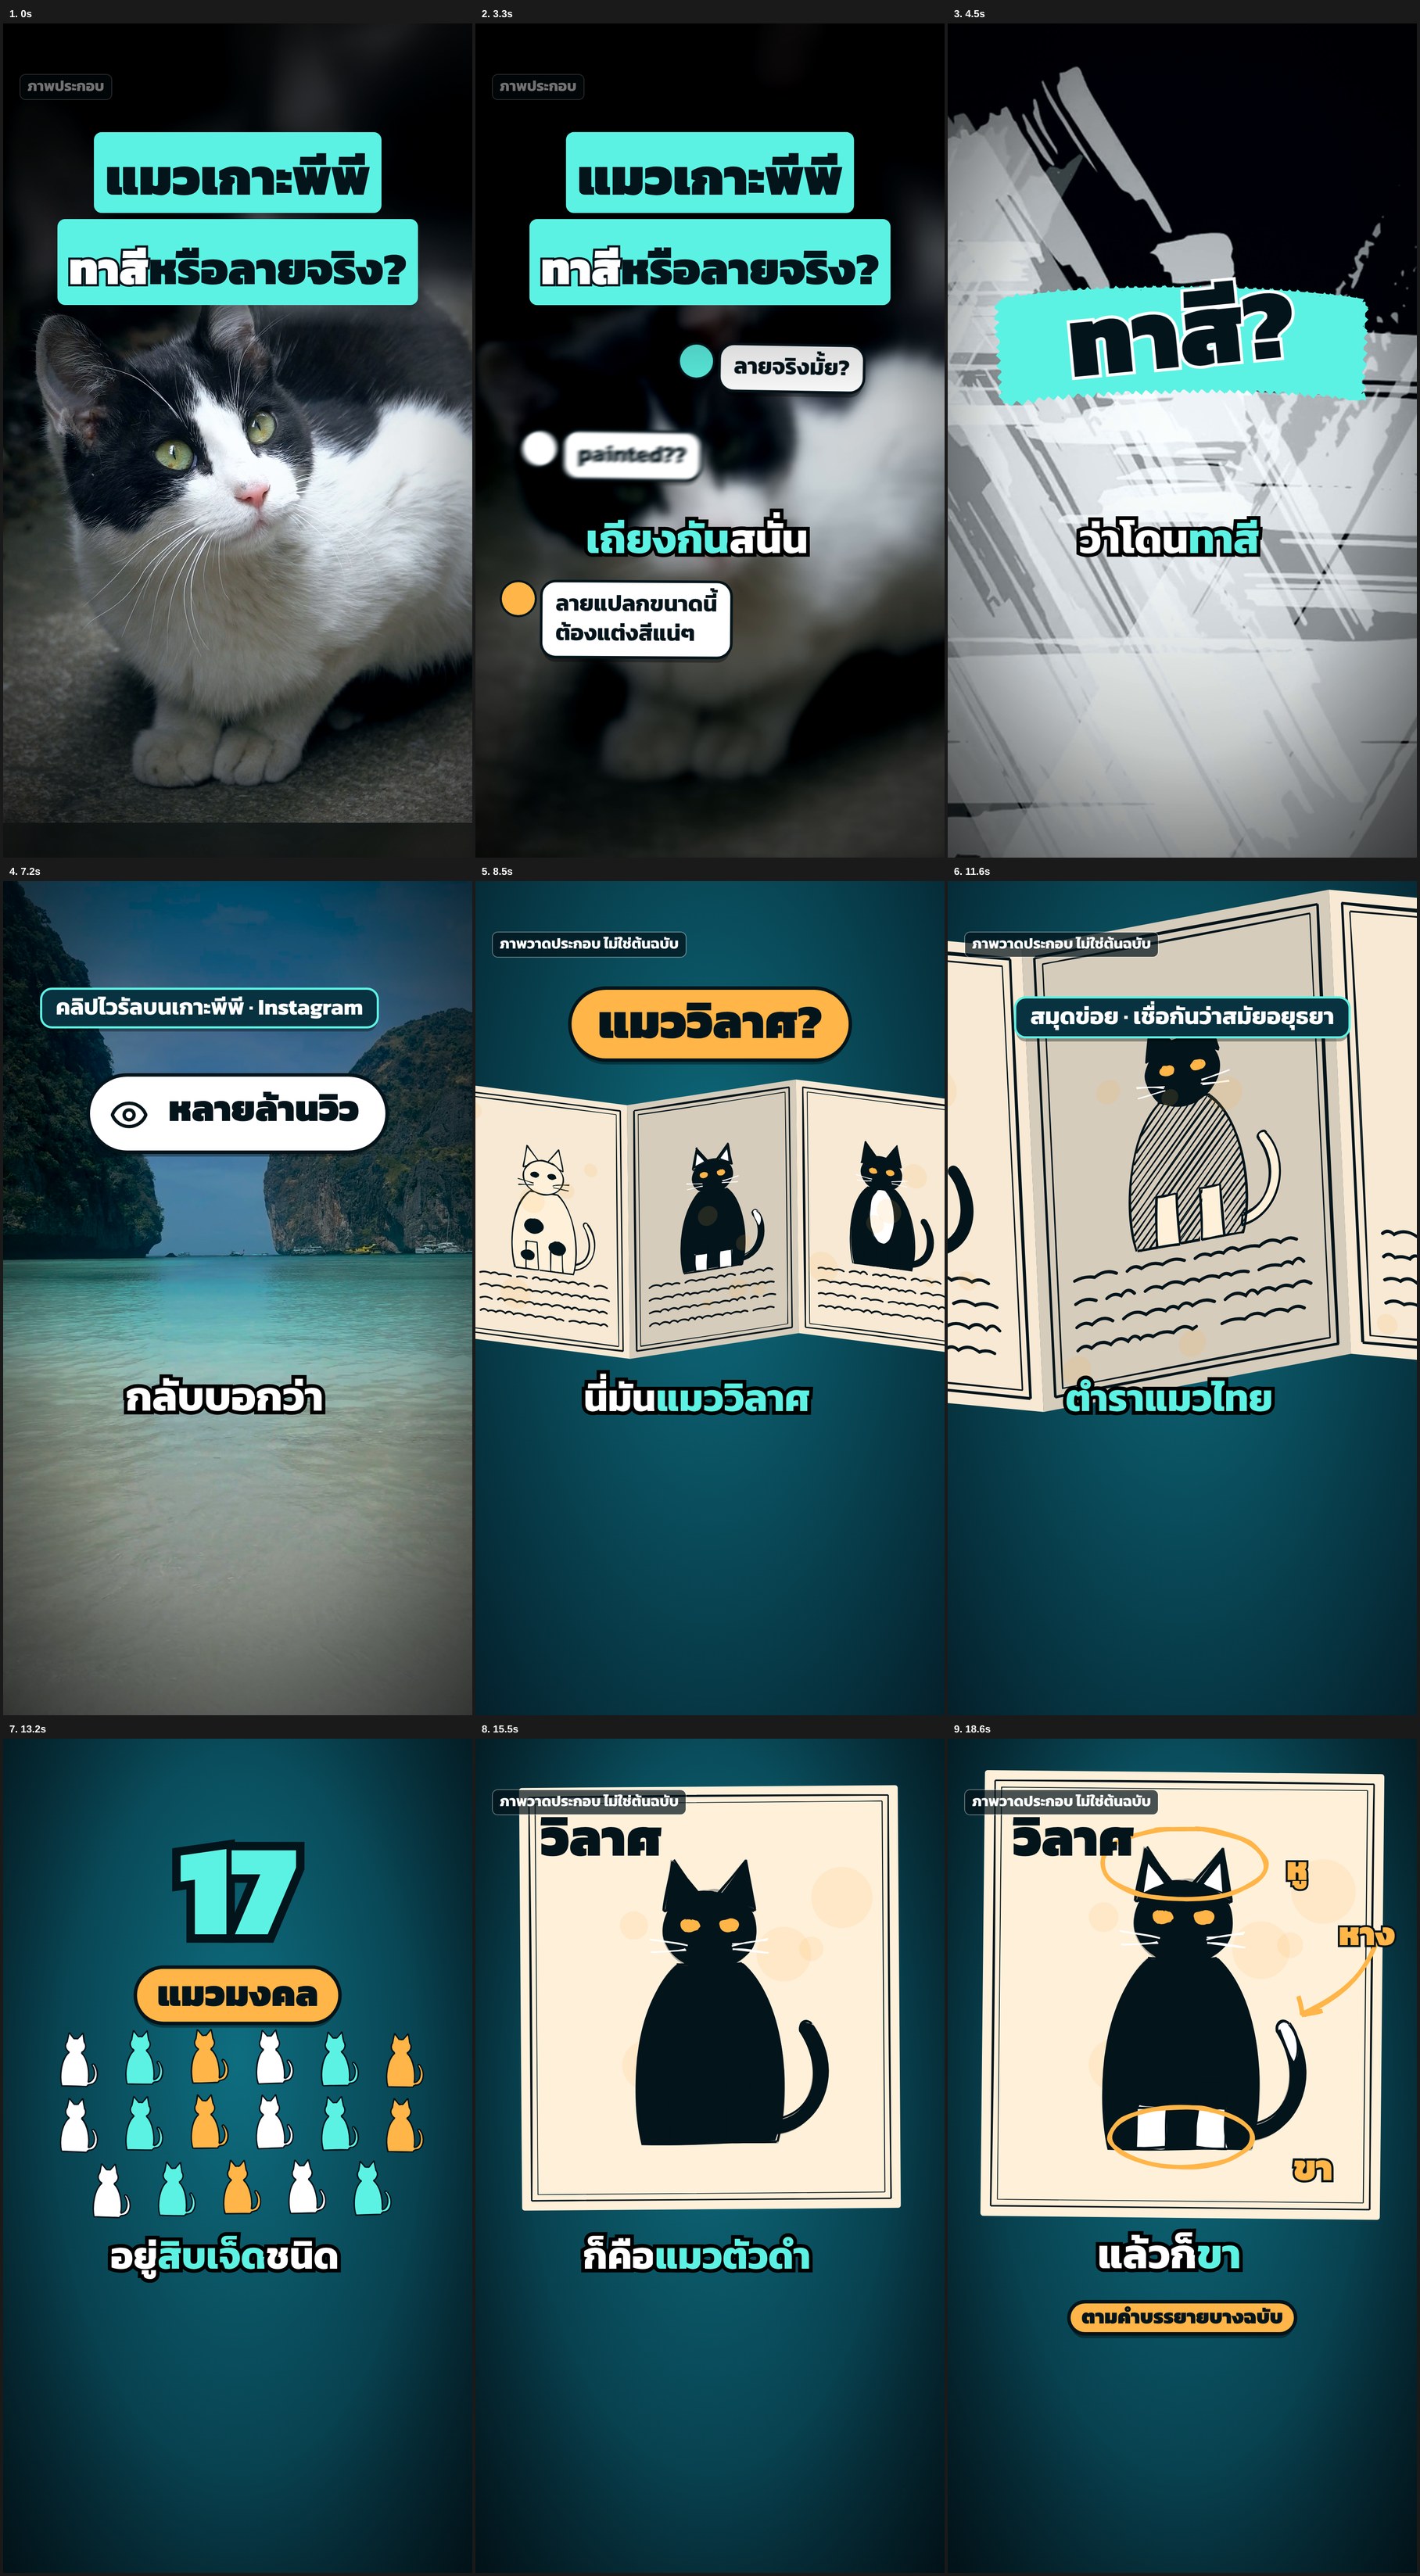 1. 0s
ภาพประกอบ
แมวเกาะพีพี
ทาสีหรือลายจริง?
2. 3.3s
ภาพประกอบ
แมวเกาะพีพี
ทาสีหรือลายจริง?
ลายจริงมั้ย?
painted??
เถียงกันสนั่น
ลายแปลกขนาดนี้
ต้องแต่งสีแน่ๆ
3. 4.5s
ทาสี?
ว่าโดนทาสี
4. 7.2s
คลิปไวรัลบนเกาะพีพี · Instagram
หลายล้านวิว
กลับบอกว่า
5. 8.5s
ภาพวาดประกอบ ไม่ใช่ต้นฉบับ
แมววิลาศ?
นี่มันแมววิลาศ
6. 11.6s
ภาพวาดประกอบ ไม่ใช่ต้นฉบับ
สมุดข่อย · เชื่อกันว่าสมัยอยุธยา
ตำราแมวไทย
7. 13.2s
17
แมวมงคล
อยู่สิบเจ็ดชนิด
8. 15.5s
ภาพวาดประกอบ ไม่ใช่ต้นฉบับ
วิลาศ
ก็คือแมวตัวดำ
9. 18.6s
ภาพวาดประกอบ ไม่ใช่ต้นฉบับ
วิลาศ
หู
หาง
ขา
แล้วก็ขา
ตามคำบรรยายบางฉบับ